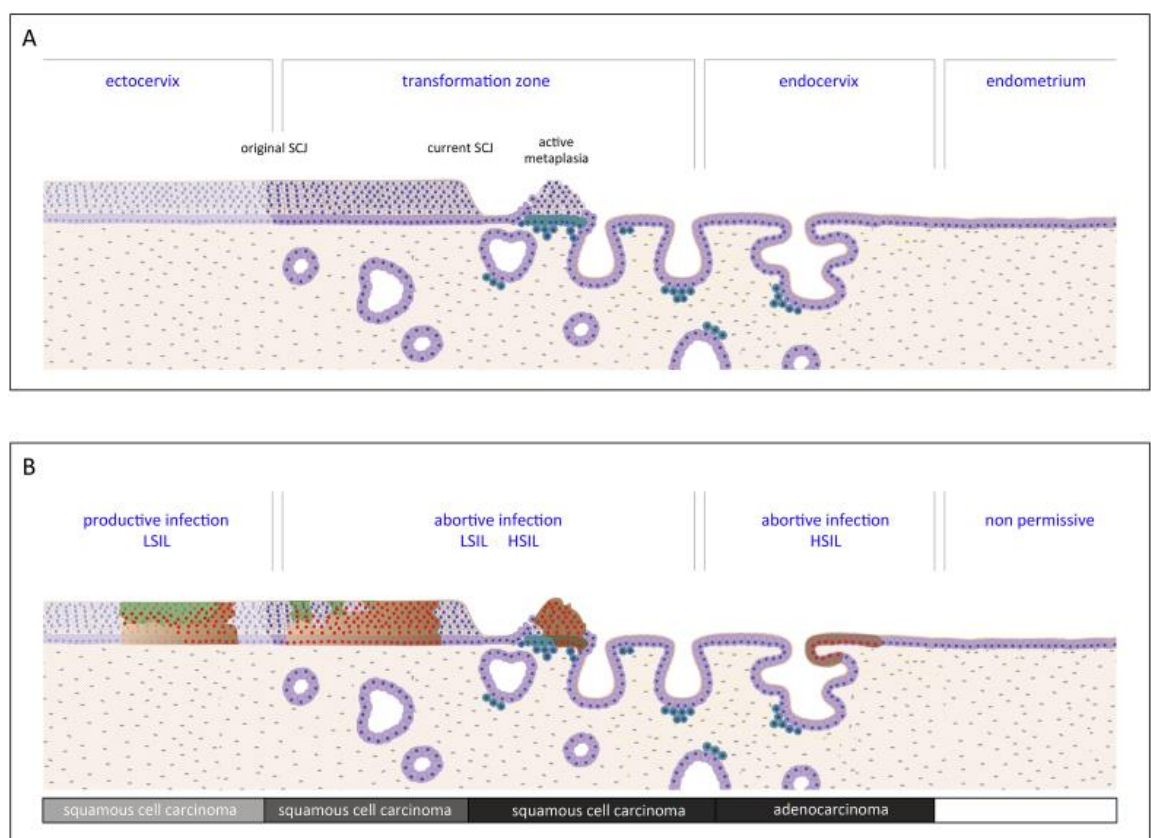 A
ectocervix
transformation zone
endocervix
endometrium
original SCJ
current SCJ
active
metaplasia
B
productive infection
LSIL
abortive infection
LSIL HSIL
abortive infection
HSIL
non permissive
squamous cell carcinoma
squamous cell carcinoma
squamous cell carcinoma
adenocarcinoma